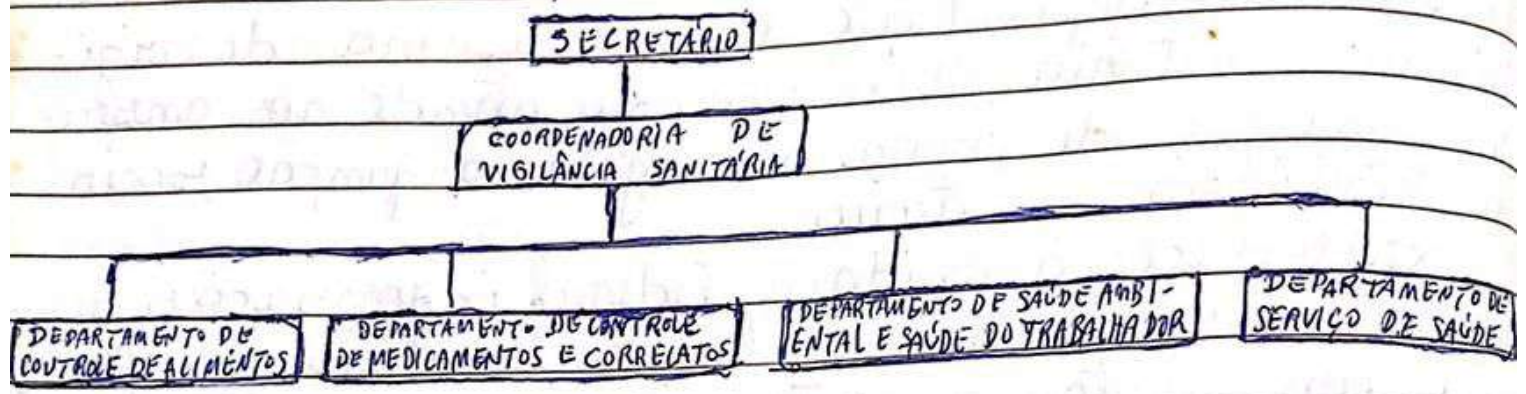 SECRETÁRIO
COORDENADORIA DE
VIGILÂNCIA SANITÁRIA
DEPARTAMENTO DE
CONTROLE DE ALIMENTOS
DEPARTAMENTO DE CONTROLE
DE MEDICAMENTOS E CORRELATOS
DEPARTAMENTO DE SAÚDE AMBI-
ENTAL E SAÚDE DO TRABALHADOR
DEPARTAMENTO DE
SERVIÇO DE SAÚDE